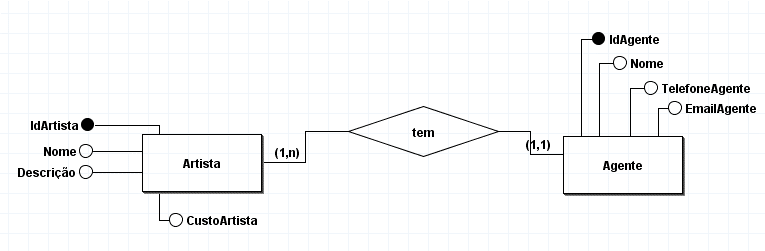 IdAgente
Nome
TelefoneAgente
EmailAgente
IdArtista
tem
Nome
(1,n)
(1,1)
Artista
Agente
Descrição
CustoArtista